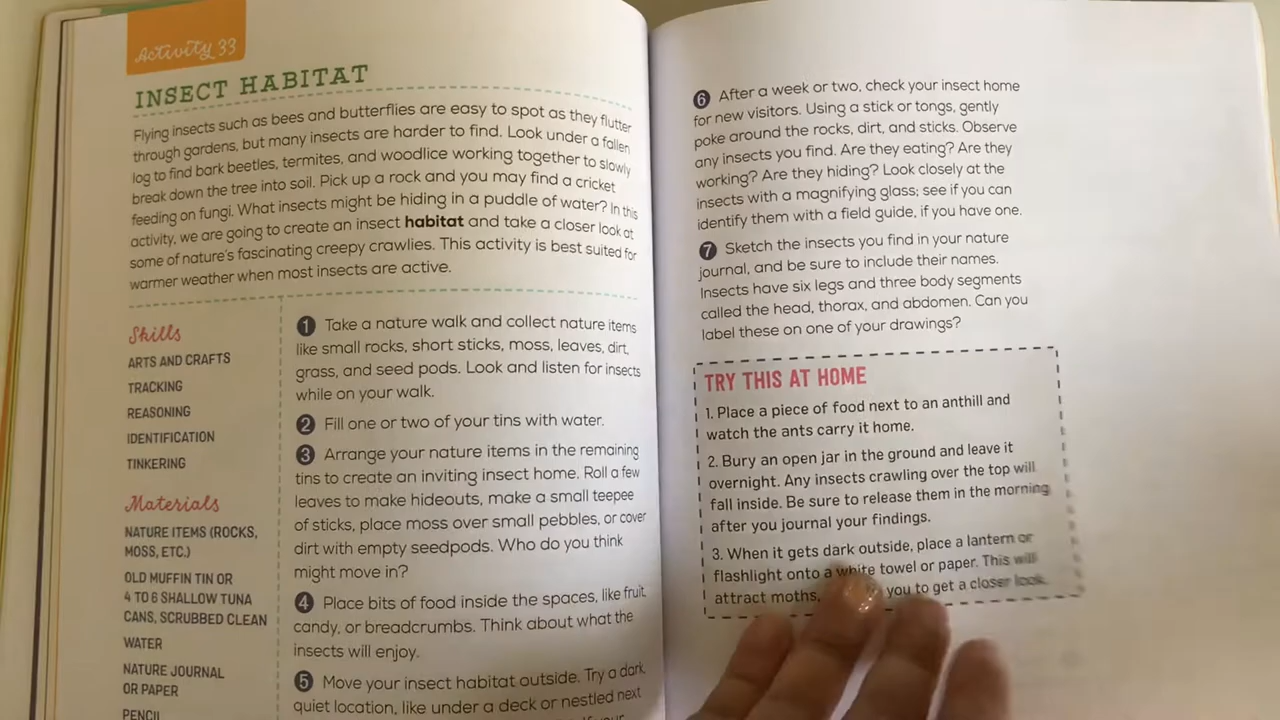 Activity 33
INSECT HABITAT
Flying insects such as bees and butterflies are easy to spot as they flutter
through gardens, but many insects are harder to find. Look under a fallen
log to find bark beetles, termites, and woodlice working together to slowly
break down the tree into soil. Pick up a rock and you may find a cricket
feeding on fungi. What insects might be hiding in a puddle of water? In this
activity, we are going to create an insect habitat and take a closer look at
some of nature's fascinating creepy crawlies. This activity is best suited for
warmer weather when most insects are active.
Skills
ARTS AND CRAFTS
TRACKING
REASONING
IDENTIFICATION
TINKERING
Materials
NATURE ITEMS (ROCKS,
MOSS, ETC.)
OLD MUFFIN TIN OR
4 TO 6 SHALLOW TUNA
CANS, SCRUBBED CLEAN
WATER
NATURE JOURNAL
OR PAPER
PENCIL
1 Take a nature walk and collect nature items
like small rocks, short sticks, moss, leaves, dirt,
grass, and seed pods. Look and listen for insects
while on your walk.
2 Fill one or two of your tins with water.
3 Arrange your nature items in the remaining
tins to create an inviting insect home. Roll a few
leaves to make hideouts, make a small teepee
of sticks, place moss over small pebbles, or cover
dirt with empty seedpods. Who do you think
might move in?
4 Place bits of food inside the spaces, like fruit,
candy, or breadcrumbs. Think about what the
insects will enjoy.
5 Move your insect habitat outside. Try a dark,
quiet location, like under a deck or nestled next
6 After a week or two, check your insect home
for new visitors. Using a stick or tongs, gently
poke around the rocks, dirt, and sticks. Observe
any insects you find. Are they eating? Are they
working? Are they hiding? Look closely at the
insects with a magnifying glass; see if you can
identify them with a field guide, if you have one.
7 Sketch the insects you find in your nature
journal, and be sure to include their names.
Insects have six legs and three body segments
called the head, thorax, and abdomen. Can you
label these on one of your drawings?
TRY THIS AT HOME
1. Place a piece of food next to an anthill and
watch the ants carry it home.
2. Bury an open jar in the ground and leave it
overnight. Any insects crawling over the top will
fall inside. Be sure to release them in the morning
after you journal your findings.
3. When it gets dark outside, place a lantern or
flashlight onto a white towel or paper. This will
attract moths, you to get a closer look.